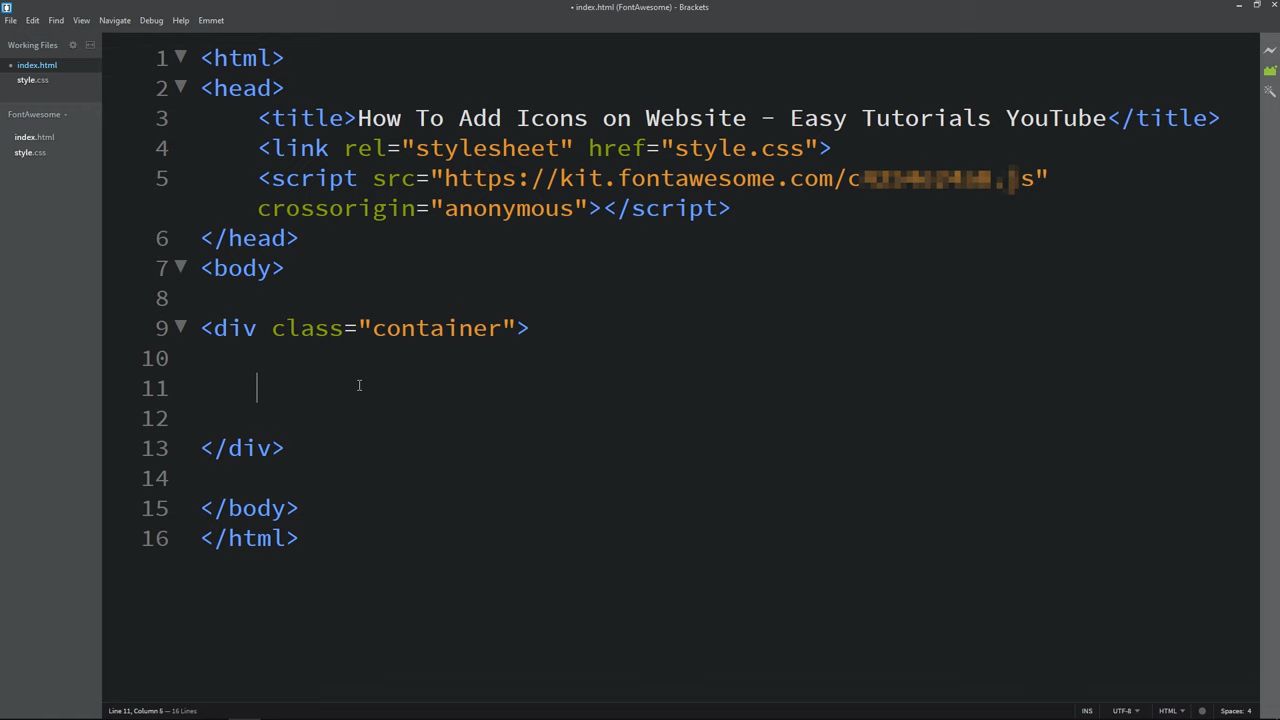 • index.html (FontAwesome) - Brackets
File Edit Find View Navigate Debug Help Emmet
Working Files
index.html
style.css
FontAwesome
index.html
style.css
1 <html>
2 <head>
3 <title>How To Add Icons on Website - Easy Tutorials YouTube</title>
4 <link rel="stylesheet" href="style.css">
5 <script src="https://kit.fontawesome.com/c s"
crossorigin="anonymous"></script>
6 </head>
7 <body>
8
9 <div class="container">
10
11
12
13 </div>
14
15 </body>
16 </html>
Line 11, Column 5 — 16 Lines
INS UTF-8 HTML Spaces: 4